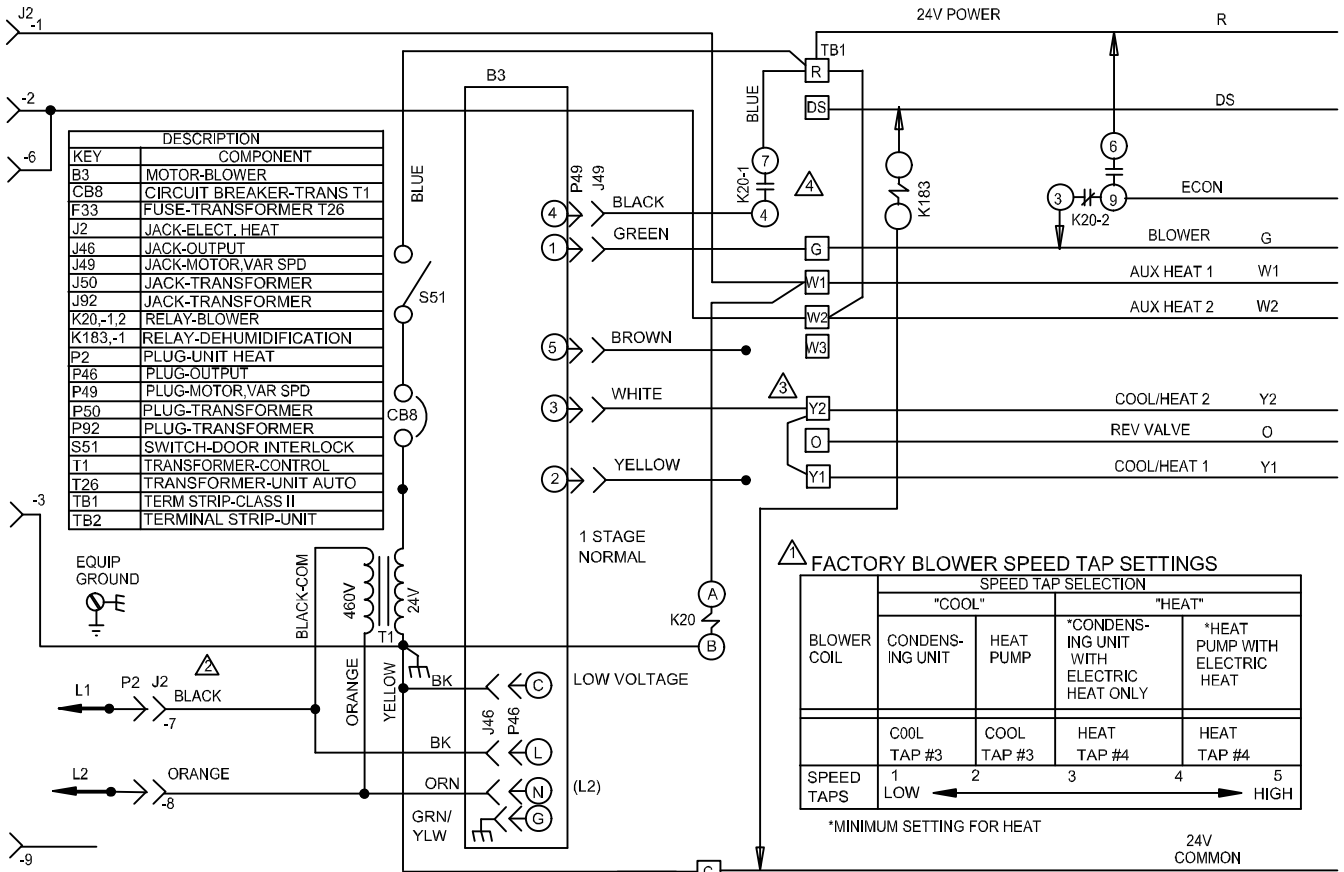 J2
-1
24V POWER
R
TB1
R
B3
-2
BLUE
DS
DS
-6
DESCRIPTION
KEY COMPONENT
B3 MOTOR-BLOWER
CB8 CIRCUIT BREAKER-TRANS T1
F33 FUSE-TRANSFORMER T26
J2 JACK-ELECT. HEAT
J46 JACK-OUTPUT
J49 JACK-MOTOR,VAR SPD
J50 JACK-TRANSFORMER
J92 JACK-TRANSFORMER
K20,-1,2 RELAY-BLOWER
K183,-1 RELAY-DEHUMIDIFICATION
P2 PLUG-UNIT HEAT
P46 PLUG-OUTPUT
P49 PLUG-MOTOR,VAR SPD
P50 PLUG-TRANSFORMER
P92 PLUG-TRANSFORMER
S51 SWITCH-DOOR INTERLOCK
T1 TRANSFORMER-CONTROL
T26 TRANSFORMER-UNIT AUTO
TB1 TERM STRIP-CLASS II
TB2 TERMINAL STRIP-UNIT
BLUE
S51
CB8
P49
J49
4
BLACK
1
GREEN
5
BROWN
3
WHITE
2
YELLOW
K20-1
7
4
4
K183
6
3
9
K20-2
ECON
G
BLOWER G
W1
AUX HEAT 1 W1
W2
AUX HEAT 2 W2
W3
3
Y2
COOL/HEAT 2 Y2
O
REV VALVE O
Y1
COOL/HEAT 1 Y1
-3
1 STAGE
NORMAL
EQUIP
GROUND
BLACK-COM
460V
24V
T1
A
K20
B
2
ORANGE
YELLOW
BK
C
LOW VOLTAGE
L1
P2
J2
BLACK
-7
J46
P46
BK
L
L2
ORANGE
-8
ORN
N
(L2)
GRN/
YLW
G
-9
1
FACTORY BLOWER SPEED TAP SETTINGS
SPEED TAP SELECTION
"COOL" "HEAT"
BLOWER
COIL
CONDENS-
ING UNIT
HEAT
PUMP
*CONDENS-
ING UNIT
WITH
ELECTRIC
HEAT ONLY
*HEAT
PUMP WITH
ELECTRIC
HEAT
C00L
TAP #3
COOL
TAP #3
HEAT
TAP #4
HEAT
TAP #4
SPEED
TAPS
1 2 3 4 5
LOW HIGH
*MINIMUM SETTING FOR HEAT
24V
COMMON
C